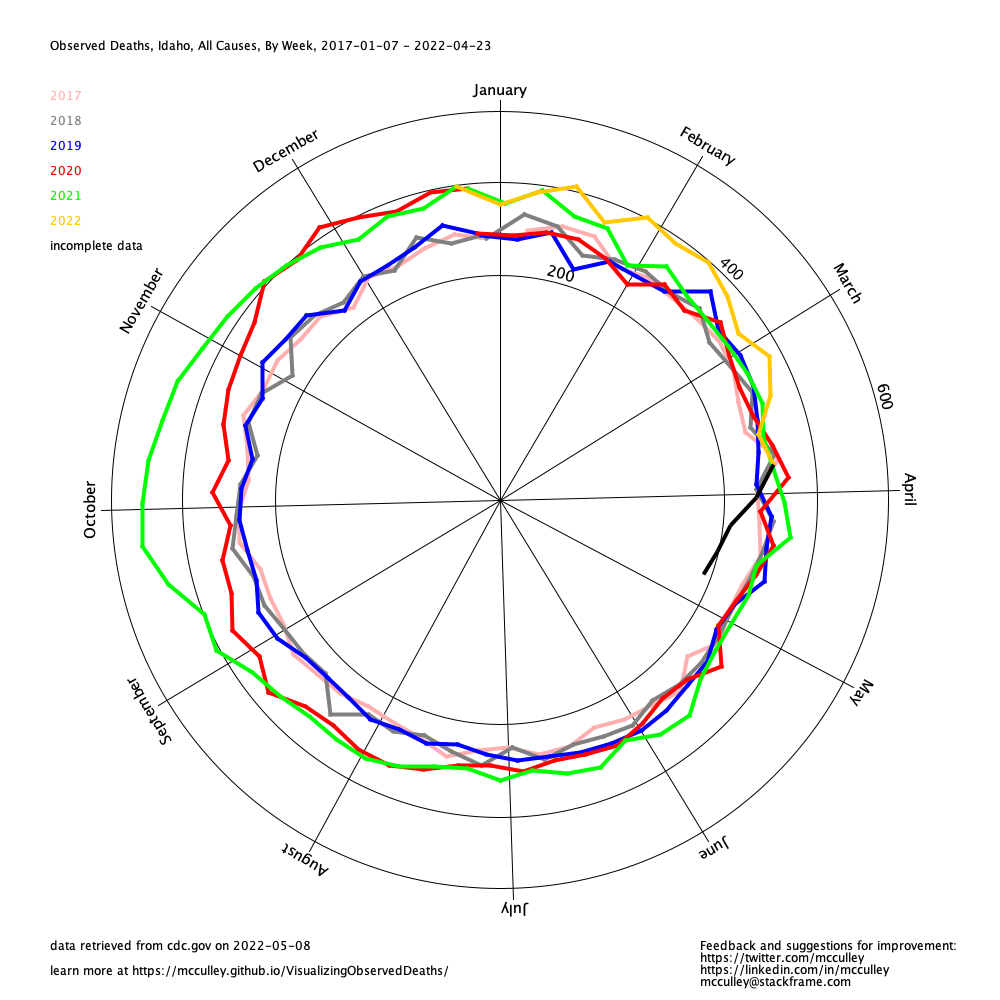 Observed Deaths, Idaho, All Causes, By Week, 2017-01-07 - 2022-04-23
January
2017
2018
2019
2020
2021
2022
incomplete data
December
February
November
March
200
400
600
October
April
September
May
August
June
July
data retrieved from cdc.gov on 2022-05-08
learn more at https://mcculley.github.io/VisualizingObservedDeaths/
Feedback and suggestions for improvement:
https://twitter.com/mcculley
https://linkedin.com/in/mcculley
mcculley@stackframe.com